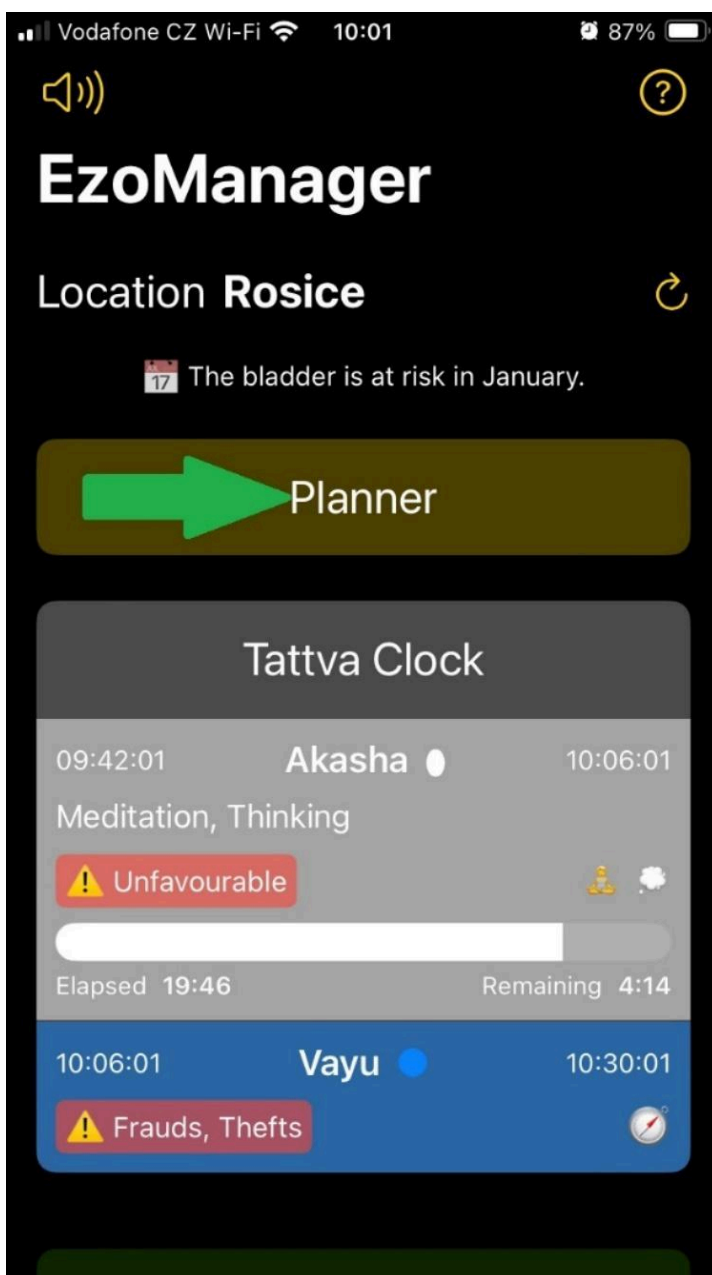 Vodafone CZ Wi-Fi 10:01 87%
?
EzoManager
Location Rosice
17 The bladder is at risk in January.
Planner
Tattva Clock
09:42:01 Akasha 10:06:01
Meditation, Thinking
Unfavourable
Elapsed 19:46 Remaining 4:14
10:06:01 Vayu 10:30:01
Frauds, Thefts